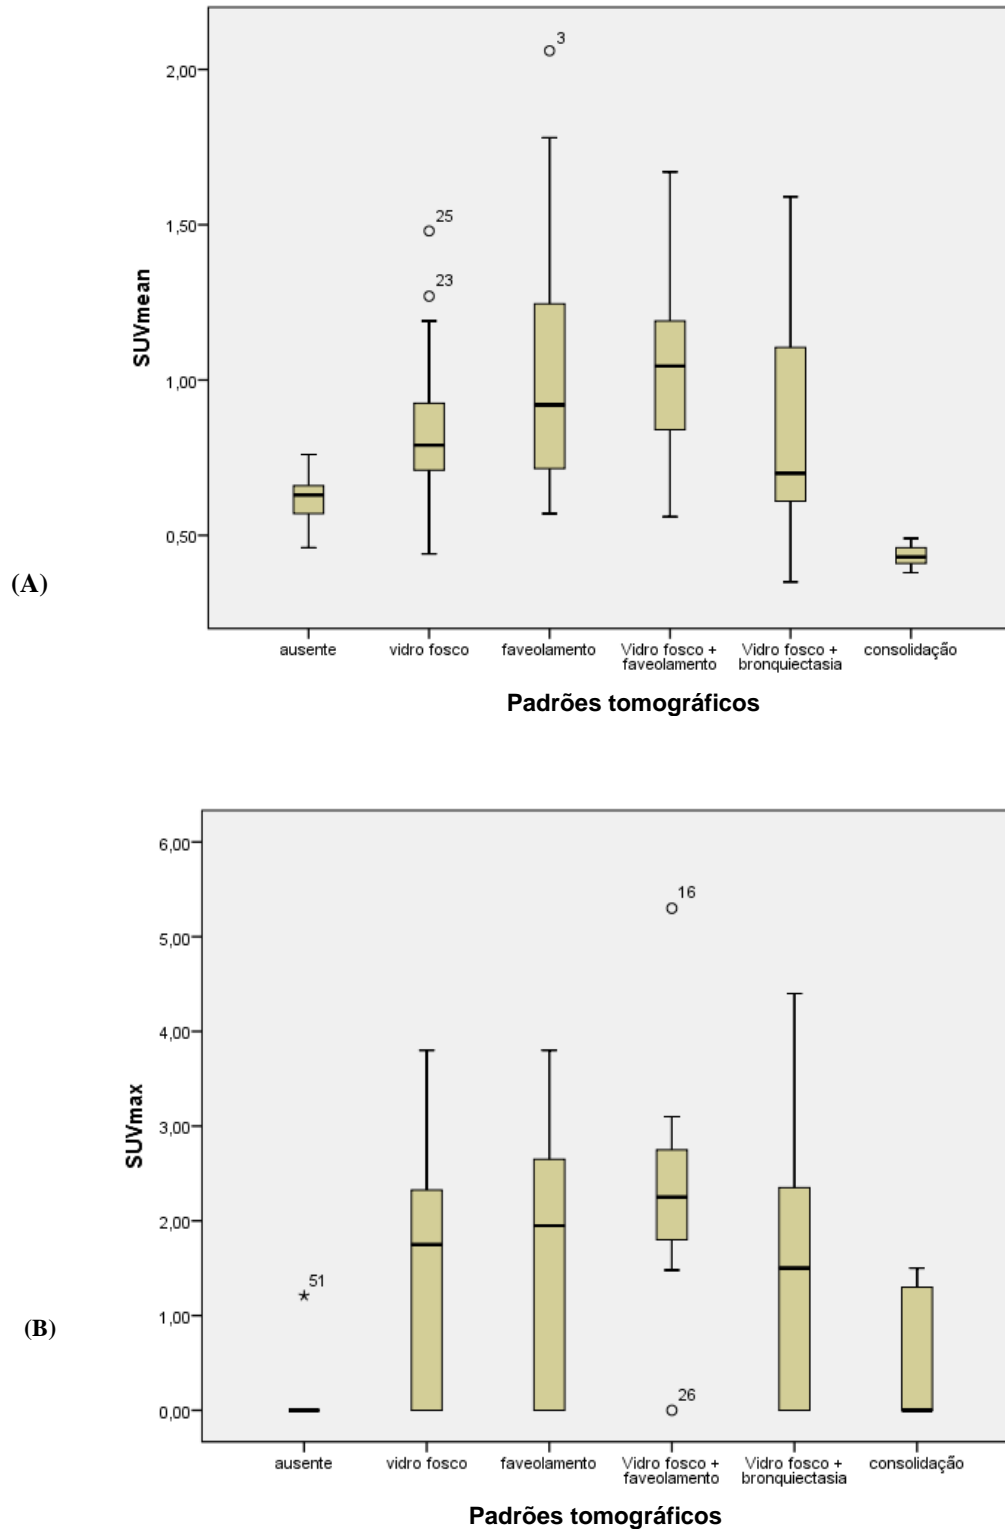 3
2,00
25
1,50
23
SUVmean
1,00
0,50
(A)
ausente
vidro fosco
faveolamento
Vidro fosco +
faveolamento
Vidro fosco +
bronquiectasia
consolidação
Padrões tomográficos
6,00
16
5,00
4,00
SUVmax
3,00
2,00
51
1,00
(B)
26
0,00
ausente
vidro fosco
faveolamento
Vidro fosco +
faveolamento
Vidro fosco +
bronquiectasia
consolidação
Padrões tomográficos